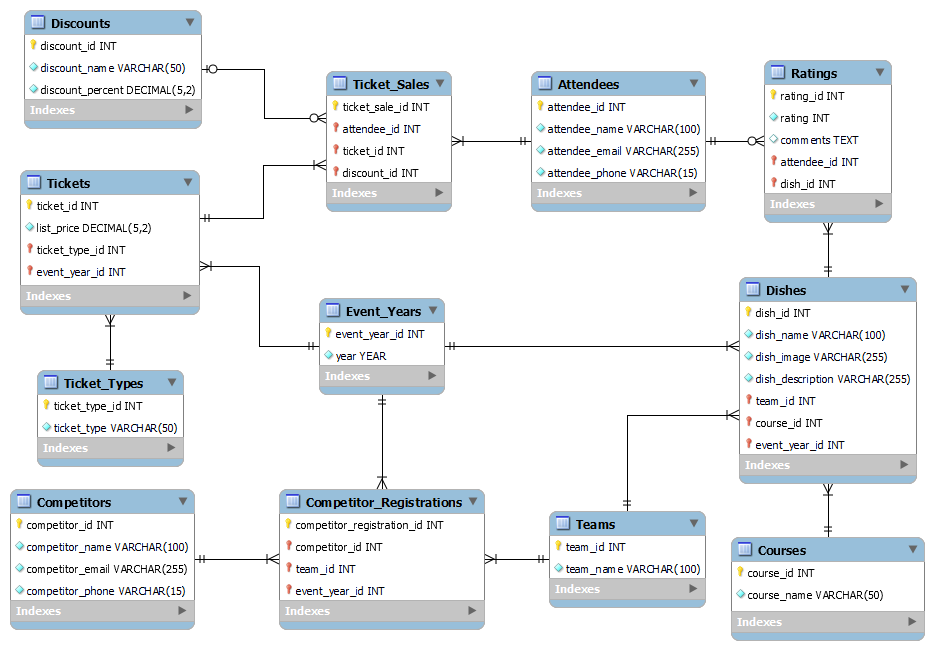 Discounts
discount_id INT
discount_name VARCHAR(50)
discount_percent DECIMAL(5,2)
Indexes
Ticket_Sales
ticket_sale_id INT
attendee_id INT
ticket_id INT
discount_id INT
Indexes
Attendees
attendee_id INT
attendee_name VARCHAR(100)
attendee_email VARCHAR(255)
attendee_phone VARCHAR(15)
Indexes
Ratings
rating_id INT
rating INT
comments TEXT
attendee_id INT
dish_id INT
Indexes
Tickets
ticket_id INT
list_price DECIMAL(5,2)
ticket_type_id INT
event_year_id INT
Indexes
Event_Years
event_year_id INT
year YEAR
Indexes
Dishes
dish_id INT
dish_name VARCHAR(100)
dish_image VARCHAR(255)
dish_description VARCHAR(255)
team_id INT
course_id INT
event_year_id INT
Indexes
Ticket_Types
ticket_type_id INT
ticket_type VARCHAR(50)
Indexes
Competitors
competitor_id INT
competitor_name VARCHAR(100)
competitor_email VARCHAR(255)
competitor_phone VARCHAR(15)
Indexes
Competitor_Registrations
competitor_registration_id INT
competitor_id INT
team_id INT
event_year_id INT
Indexes
Teams
team_id INT
team_name VARCHAR(100)
Indexes
Courses
course_id INT
course_name VARCHAR(50)
Indexes